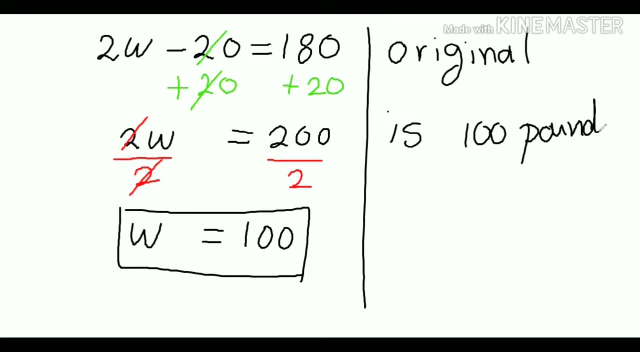 Made with KINEMASTER
2w - 20 = 180
+20 +20
2w = 200
2 2
w = 100
original
is 100 pound